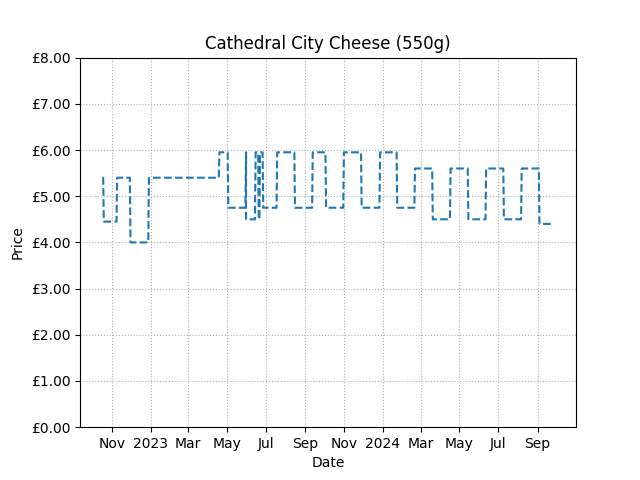 Cathedral City Cheese (550g)
£8.00
£7.00
£6.00
£5.00
£4.00
£3.00
£2.00
£1.00
£0.00
Price
Nov 2023 Mar May Jul Sep Nov 2024 Mar May Jul Sep
Date